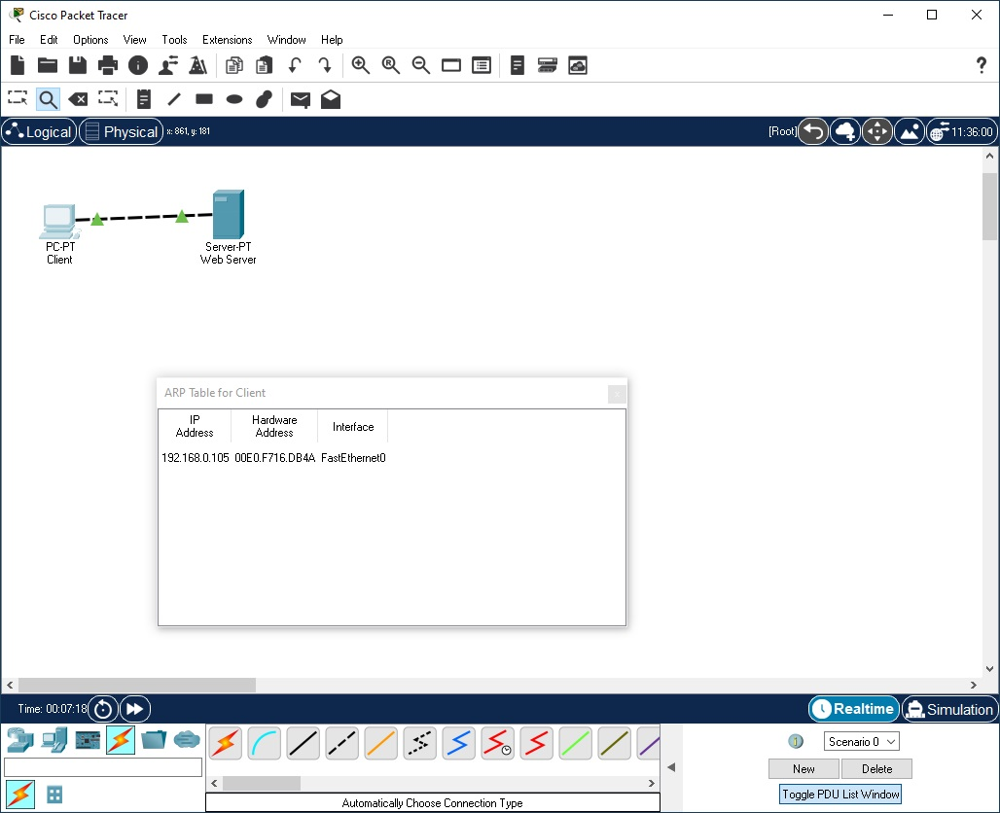 Cisco Packet Tracer
File Edit Options View Tools Extensions Window Help
?
Logical Physical x: 861, y: 181 [Root] 11:36:00
PC-PT
Client
Server-PT
Web Server
ARP Table for Client
IP Address Hardware Address Interface
192.168.0.105 00E0.F716.DB4A FastEthernet0
Time: 00:07:18 Realtime Simulation
Scenario 0
New Delete
Toggle PDU List Window
Automatically Choose Connection Type